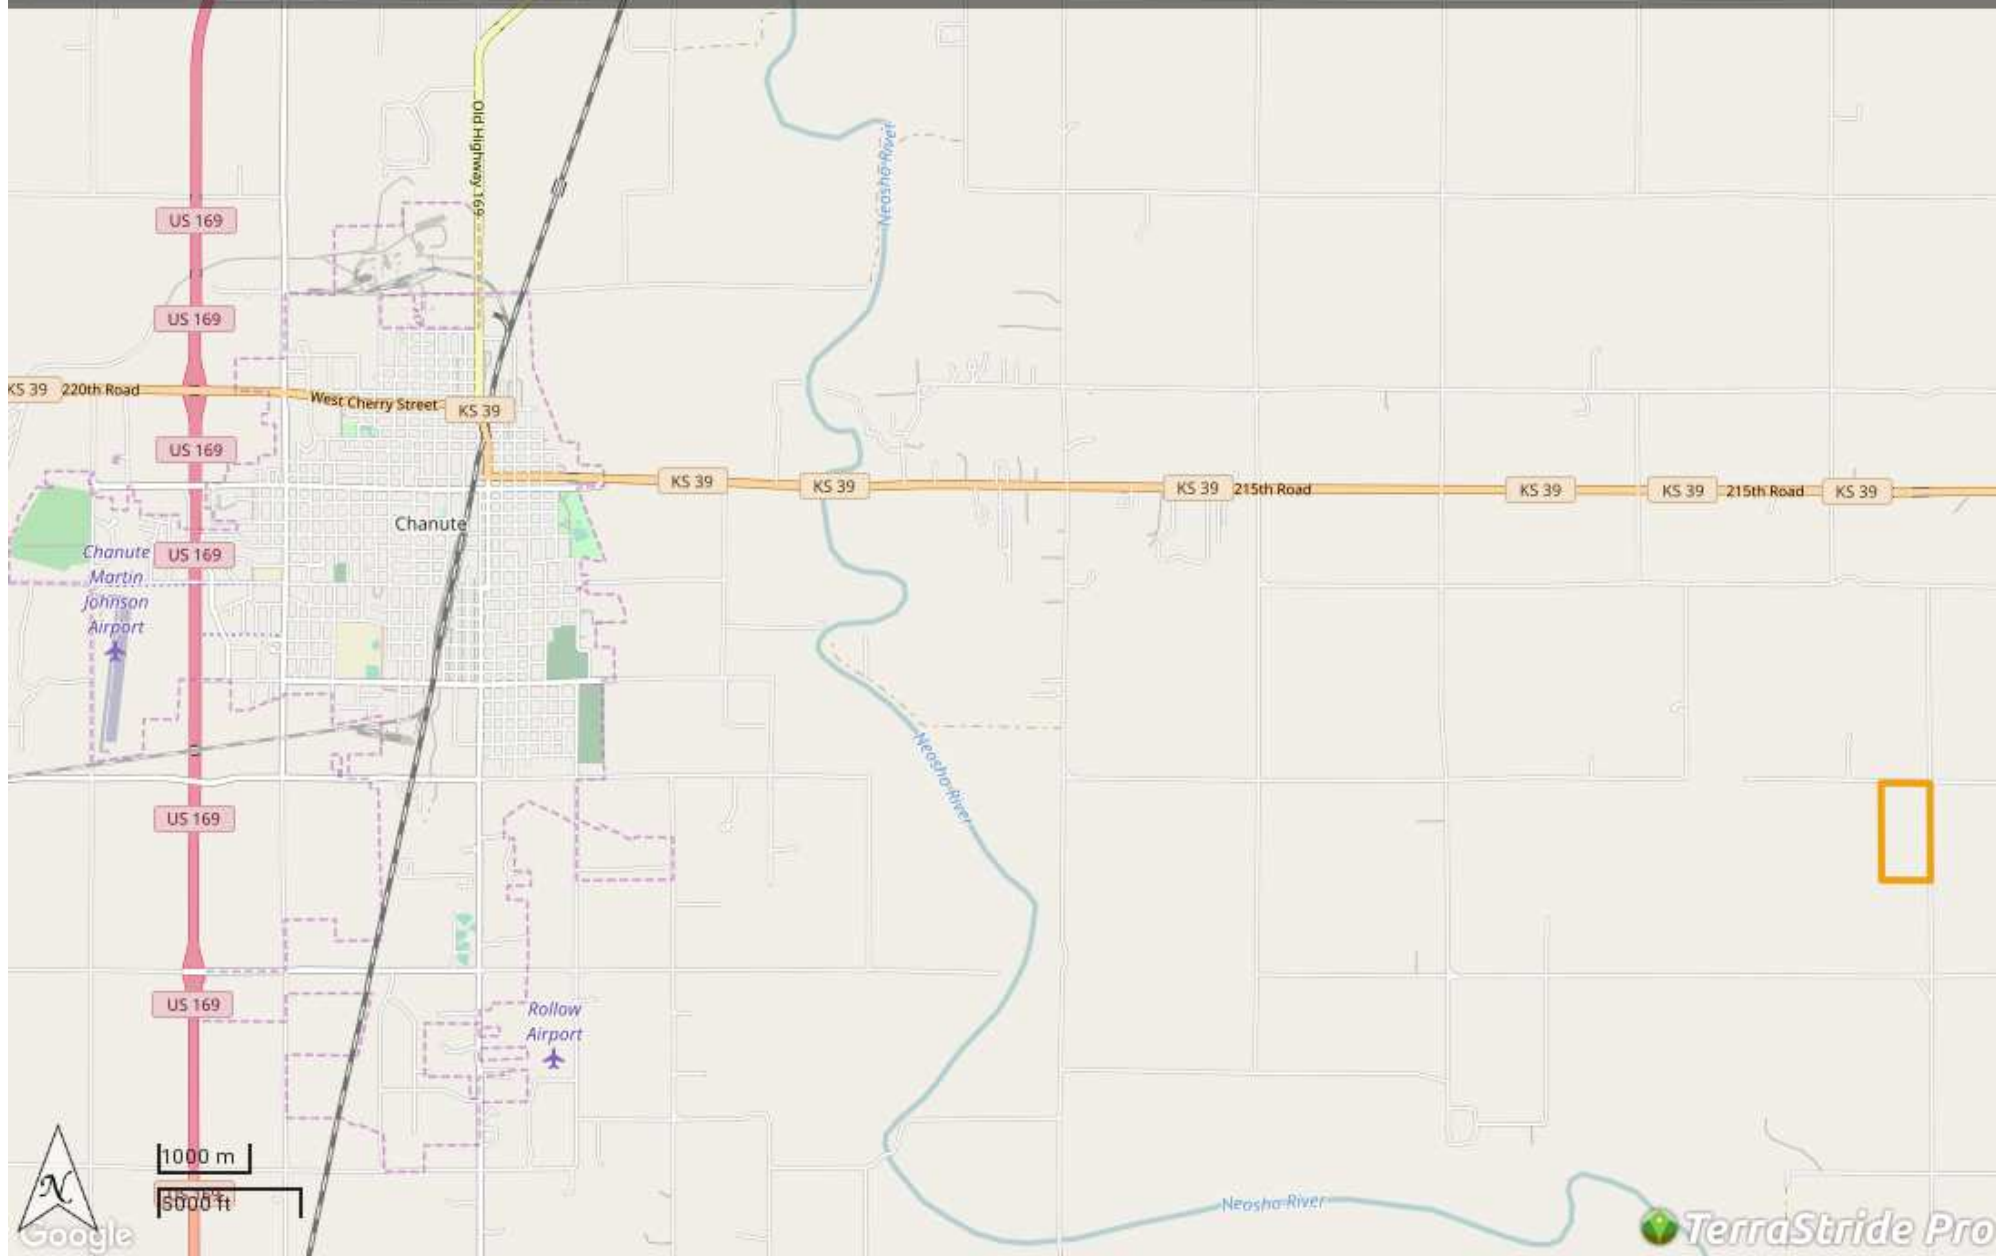 Old Highway 169
Neosho River
US 169
US 169
KS 39
220th Road
West Cherry Street
KS 39
US 169
KS 39
KS 39
KS 39
215th Road
KS 39
KS 39
215th Road
KS 39
Chanute
Chanute
Martin
Johnson
Airport
US 169
Neosho River
US 169
US 169
Rollow
Airport
1000 m
5000 ft
N
Neosho River
Google
TerraStride Pro